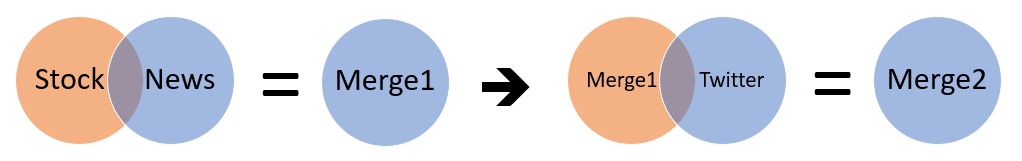 Stock News = Merge1 → Merge1 Twitter = Merge2